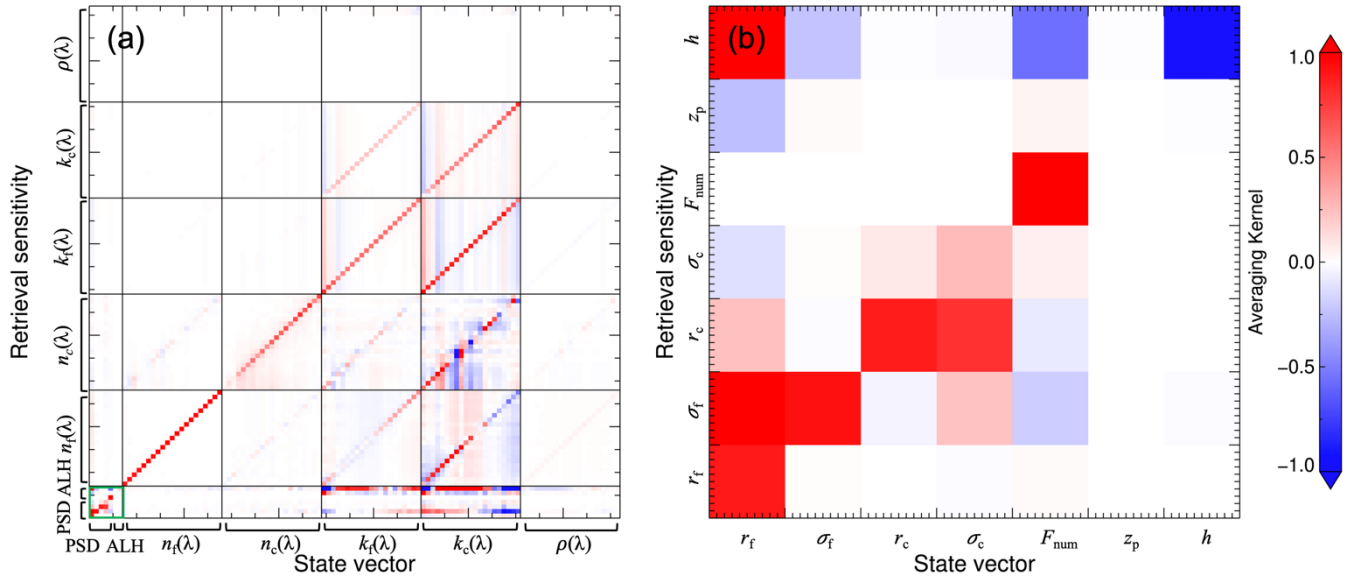 (a)
ρ(λ)
k_c(λ)
k_f(λ)
n_c(λ)
n_f(λ)
ALH
PSD
Retrieval sensitivity
PSD ALH n_f(λ) n_c(λ) k_f(λ) k_c(λ) ρ(λ)
State vector
(b)
h
z_p
F_num
σ_c
r_c
σ_f
r_f
Retrieval sensitivity
r_f σ_f r_c σ_c F_num z_p h
State vector
1.0
0.5
0.0
−0.5
−1.0
Averaging Kernel